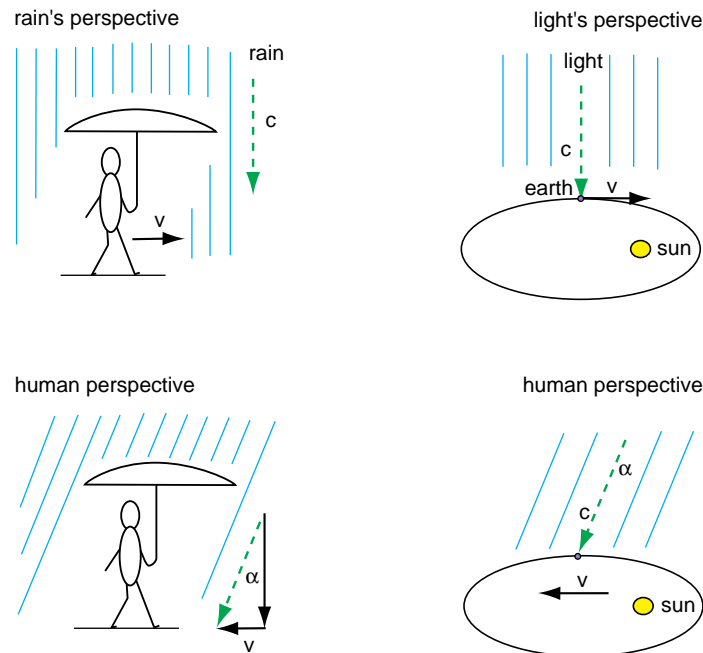 rain's perspective
rain
c
v
light's perspective
light
c
earth
v
sun
human perspective
α
v
human perspective
α
c
v
sun